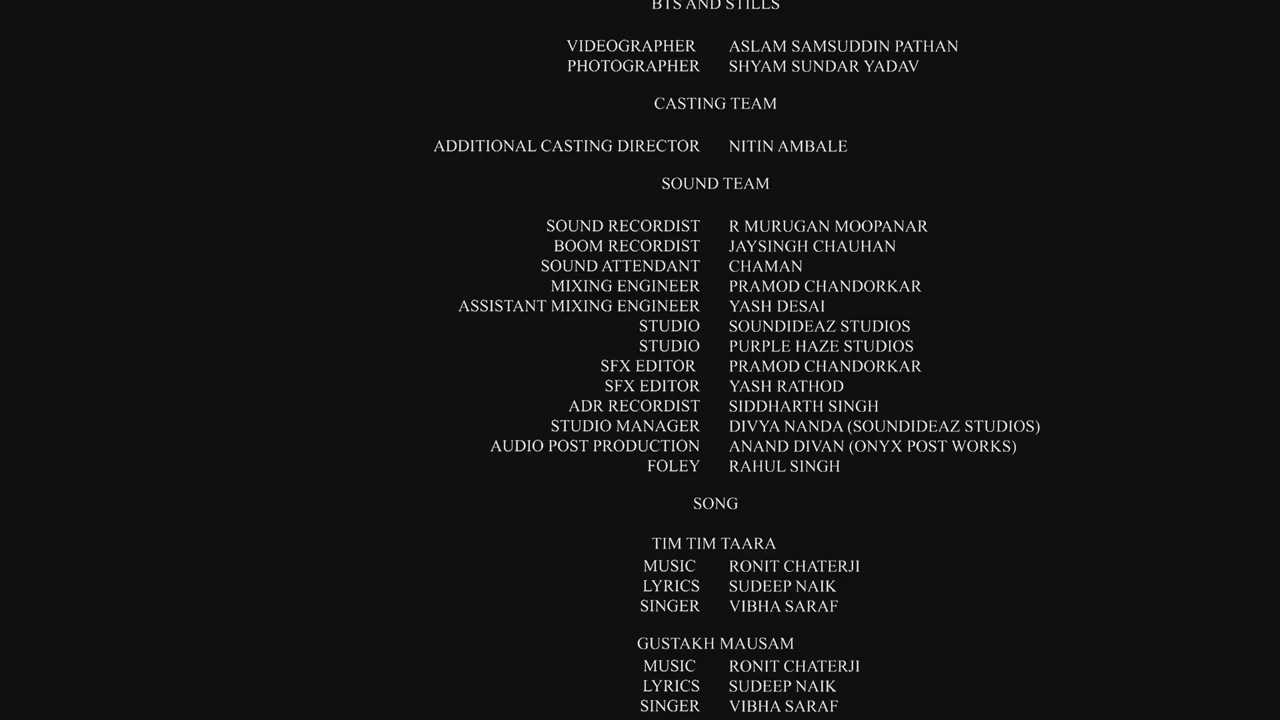 BTS AND STILLS
VIDEOGRAPHER ASLAM SAMSUDDIN PATHAN
PHOTOGRAPHER SHYAM SUNDAR YADAV
CASTING TEAM
ADDITIONAL CASTING DIRECTOR NITIN AMBALE
SOUND TEAM
SOUND RECORDIST R MURUGAN MOOPANAR
BOOM RECORDIST JAYSINGH CHAUHAN
SOUND ATTENDANT CHAMAN
MIXING ENGINEER PRAMOD CHANDORKAR
ASSISTANT MIXING ENGINEER YASH DESAI
STUDIO SOUNDIDEAZ STUDIOS
STUDIO PURPLE HAZE STUDIOS
SFX EDITOR PRAMOD CHANDORKAR
SFX EDITOR YASH RATHOD
ADR RECORDIST SIDDHARTH SINGH
STUDIO MANAGER DIVYA NANDA (SOUNDIDEAZ STUDIOS)
AUDIO POST PRODUCTION ANAND DIVAN (ONYX POST WORKS)
FOLEY RAHUL SINGH
SONG
TIM TIM TAARA
MUSIC RONIT CHATERJI
LYRICS SUDEEP NAIK
SINGER VIBHA SARAF
GUSTAKH MAUSAM
MUSIC RONIT CHATERJI
LYRICS SUDEEP NAIK
SINGER VIBHA SARAF